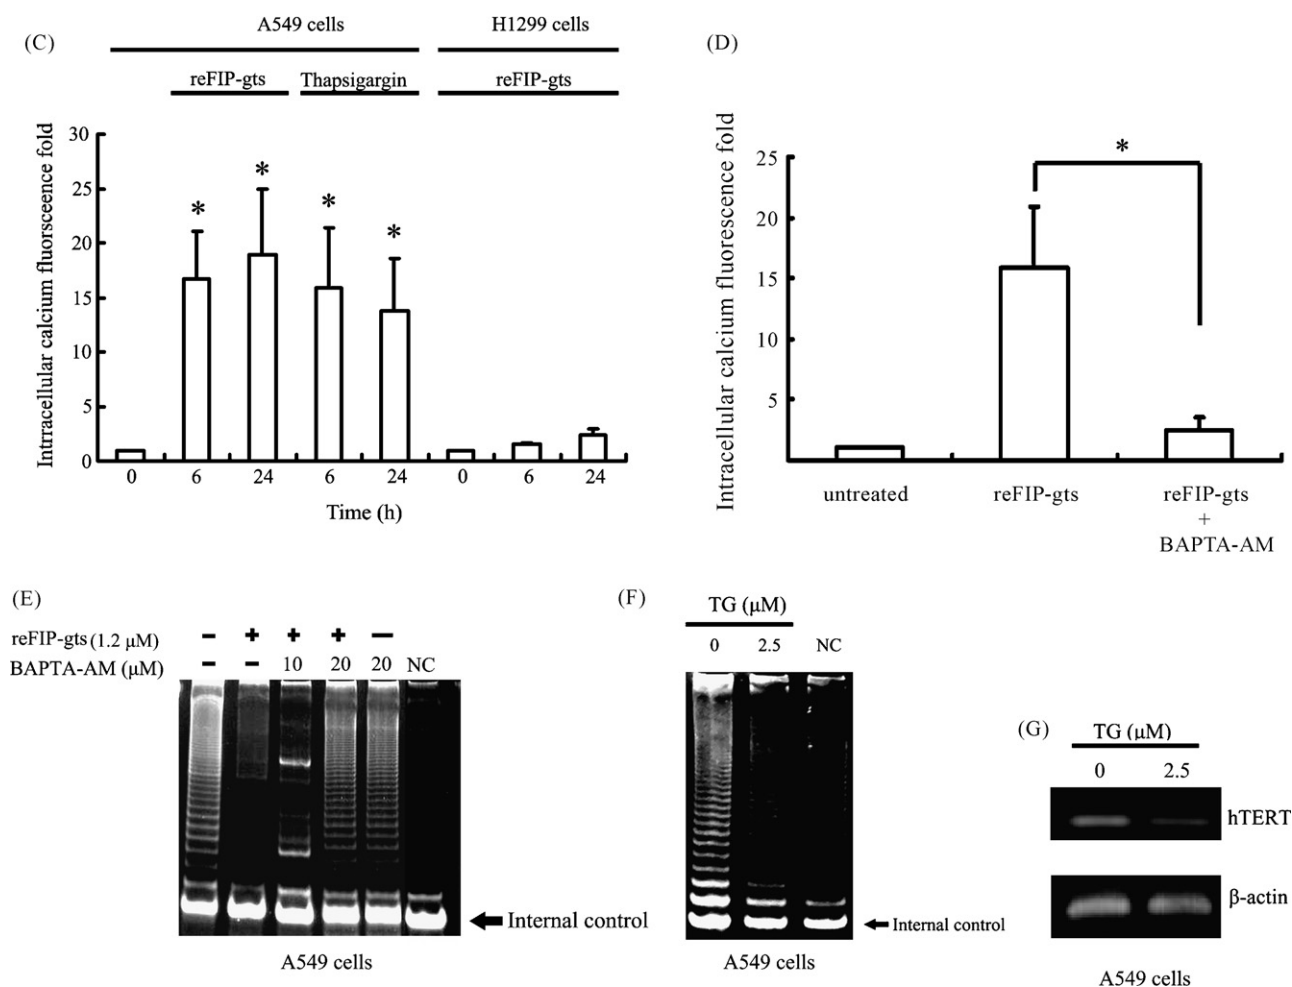 (C)
A549 cells
H1299 cells
reFIP-gts
Thapsigargin
reFIP-gts
Intrracellular calcium fluorsceence fold
30
25
20
15
10
5
0
0 6 24 6 24 0 6 24
* * * *
Time (h)
(D)
Intracellular calcium fluorescence fold
25
20
15
10
5
*
untreated reFIP-gts reFIP-gts
+
BAPTA-AM
(E)
reFIP-gts (1.2 μM) − + + + −
BAPTA-AM (μM) − − 10 20 20 NC
Internal control
A549 cells
(F)
TG (μM)
0 2.5 NC
Internal control
A549 cells
(G)
TG (μM)
0 2.5
hTERT
β-actin
A549 cells